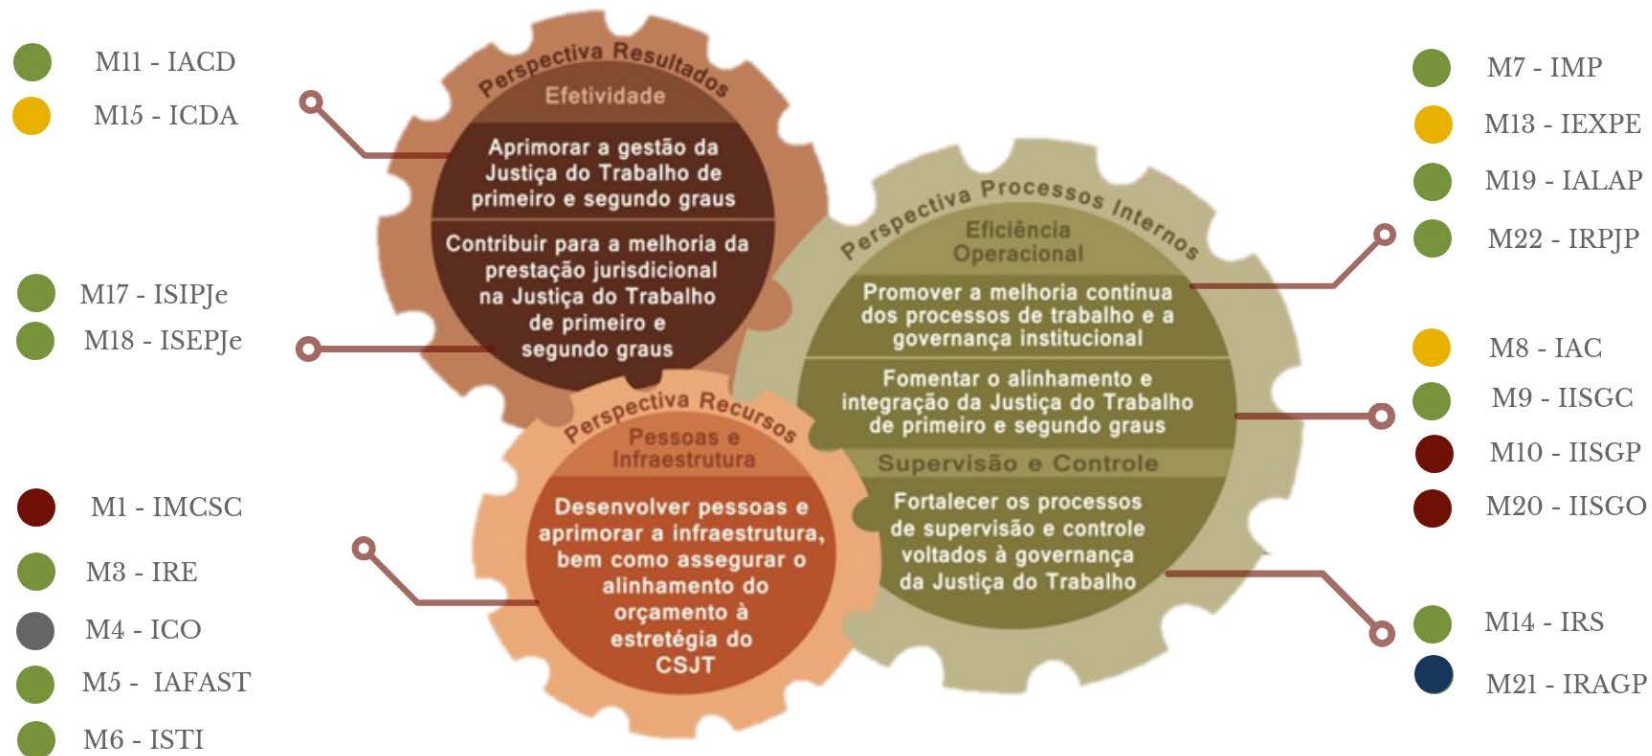 M11 - IACD
M15 - ICDA
M17 - ISIPJe
M18 - ISEPJe
M1 - IMCSC
M3 - IRE
M4 - ICO
M5 - IAFAST
M6 - ISTI
Perspectiva Resultados
Efetividade
Aprimorar a gestão da
Justiça do Trabalho de
primeiro e segundo graus
Contribuir para a melhoria da
prestação jurisdicional
na Justiça do Trabalho
de primeiro e
segundo graus
Perspectiva Recursos
Pessoas e
Infraestrutura
Desenvolver pessoas e
aprimorar a infraestrutura,
bem como assegurar o
alinhamento do
orçamento à
estretégia do
CSJT
Perspectiva Processos Internos
Eficiência
Operacional
Promover a melhoria contínua
dos processos de trabalho e a
governança institucional
Fomentar o alinhamento e
integração da Justiça do Trabalho
de primeiro e segundo graus
Supervisão e Controle
Fortalecer os processos
de supervisão e controle
voltados à governança
da Justiça do Trabalho
M7 - IMP
M13 - IEXPE
M19 - IALAP
M22 - IRPJP
M8 - IAC
M9 - IISGC
M10 - IISGP
M20 - IISGO
M14 - IRS
M21 - IRAGP